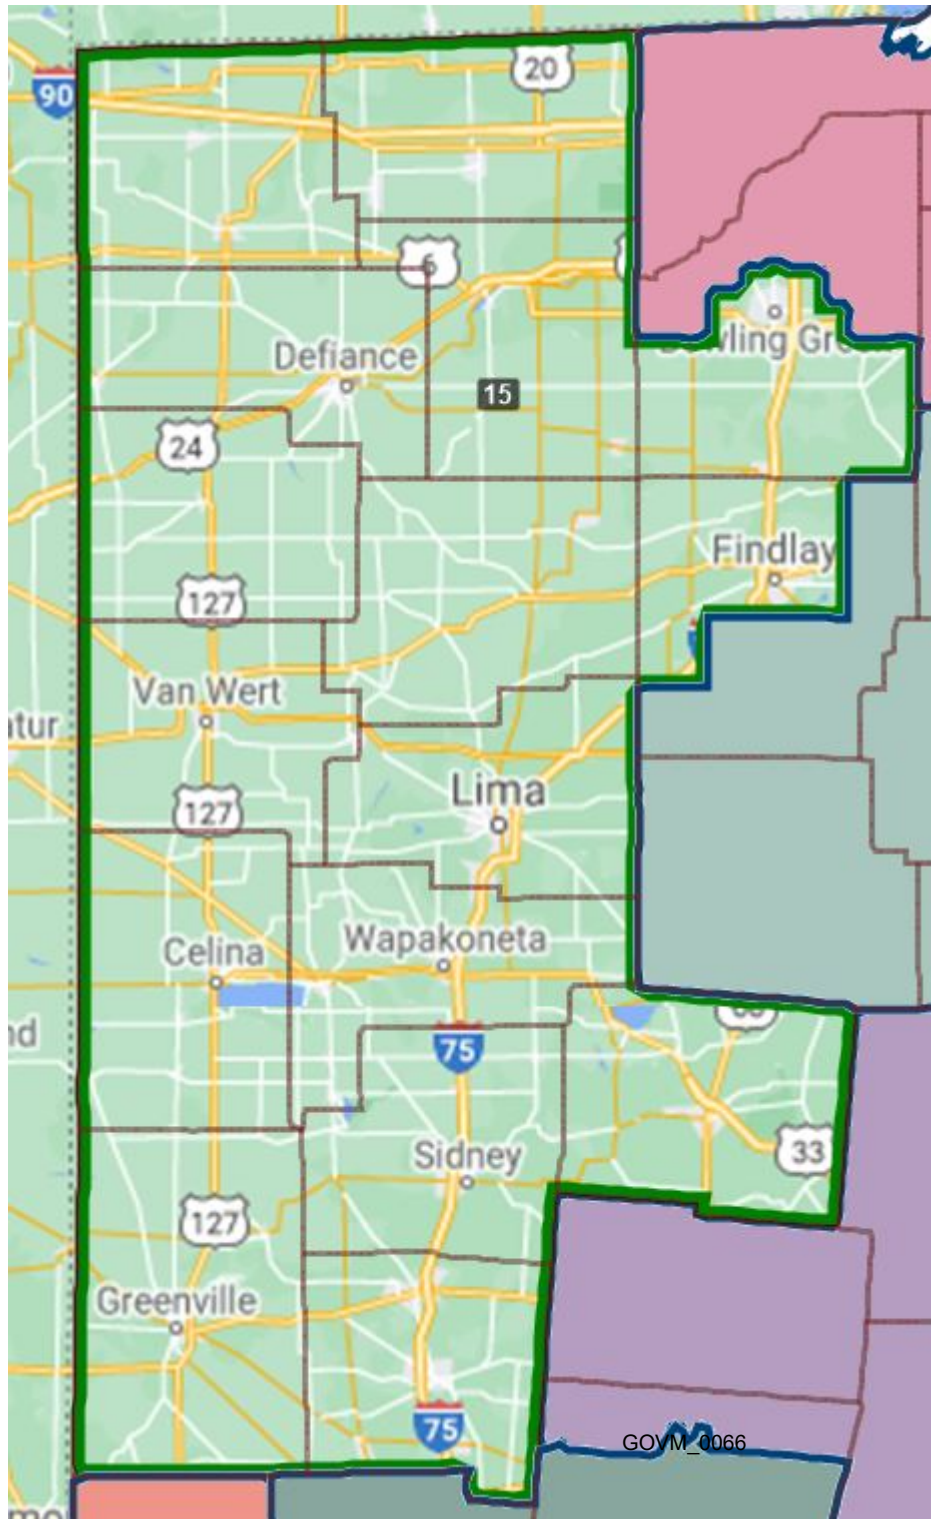 20
90
6
Defiance
15
24
Findlay
127
Van Wert
127
Lima
Celina
Wapakoneta
75
Sidney
33
127
Greenville
75
GOVM_0066